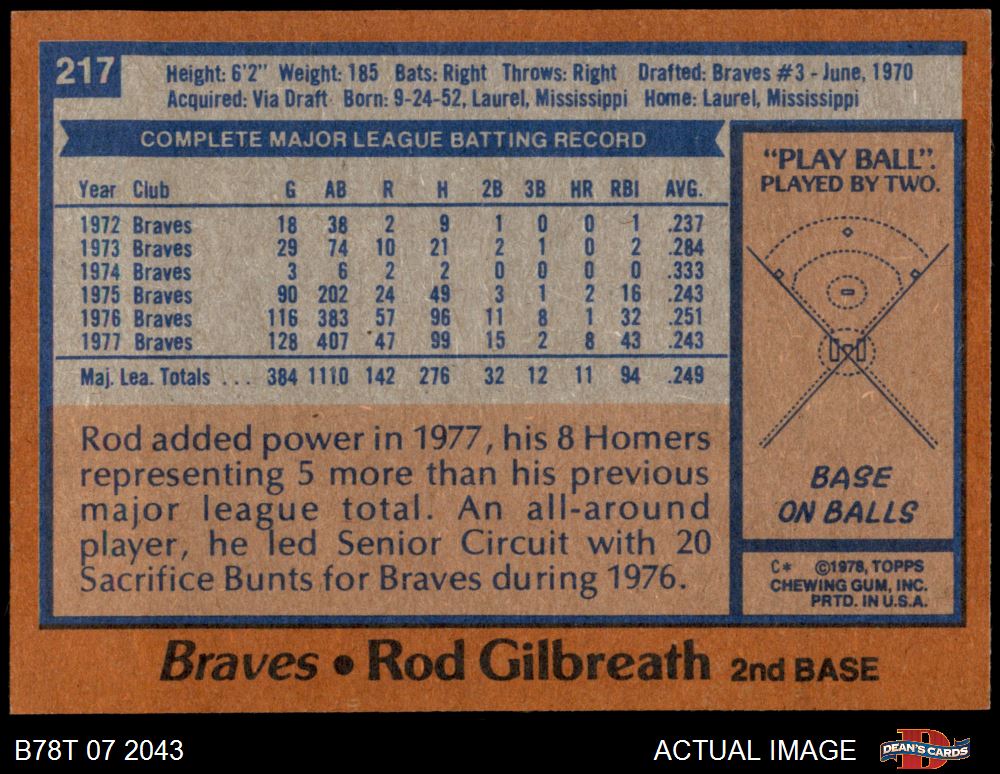 217
Height: 6'2" Weight: 185 Bats: Right Throws: Right Drafted: Braves #3 - June, 1970
Acquired: Via Draft Born: 9-24-52, Laurel, Mississippi Home: Laurel, Mississippi
COMPLETE MAJOR LEAGUE BATTING RECORD
Year Club G AB R H 2B 3B HR RBI AVG.
1972 Braves 18 38 2 9 1 0 0 1 .237
1973 Braves 29 74 10 21 2 1 0 2 .284
1974 Braves 3 6 2 2 0 0 0 0 .333
1975 Braves 90 202 24 49 3 1 2 16 .243
1976 Braves 116 383 57 96 11 8 1 32 .251
1977 Braves 128 407 47 99 15 2 8 43 .243
Maj. Lea. Totals . . . 384 1110 142 276 32 12 11 94 .249
Rod added power in 1977, his 8 Homers
representing 5 more than his previous
major league total. An all-around
player, he led Senior Circuit with 20
Sacrifice Bunts for Braves during 1976.
"PLAY BALL".
PLAYED BY TWO.
BASE
ON BALLS
C* ©1978, TOPPS
CHEWING GUM, INC.
PRTD. IN U.S.A.
Braves • Rod Gilbreath 2nd BASE
B78T 07 2043
ACTUAL IMAGE
DEAN'S CARDS